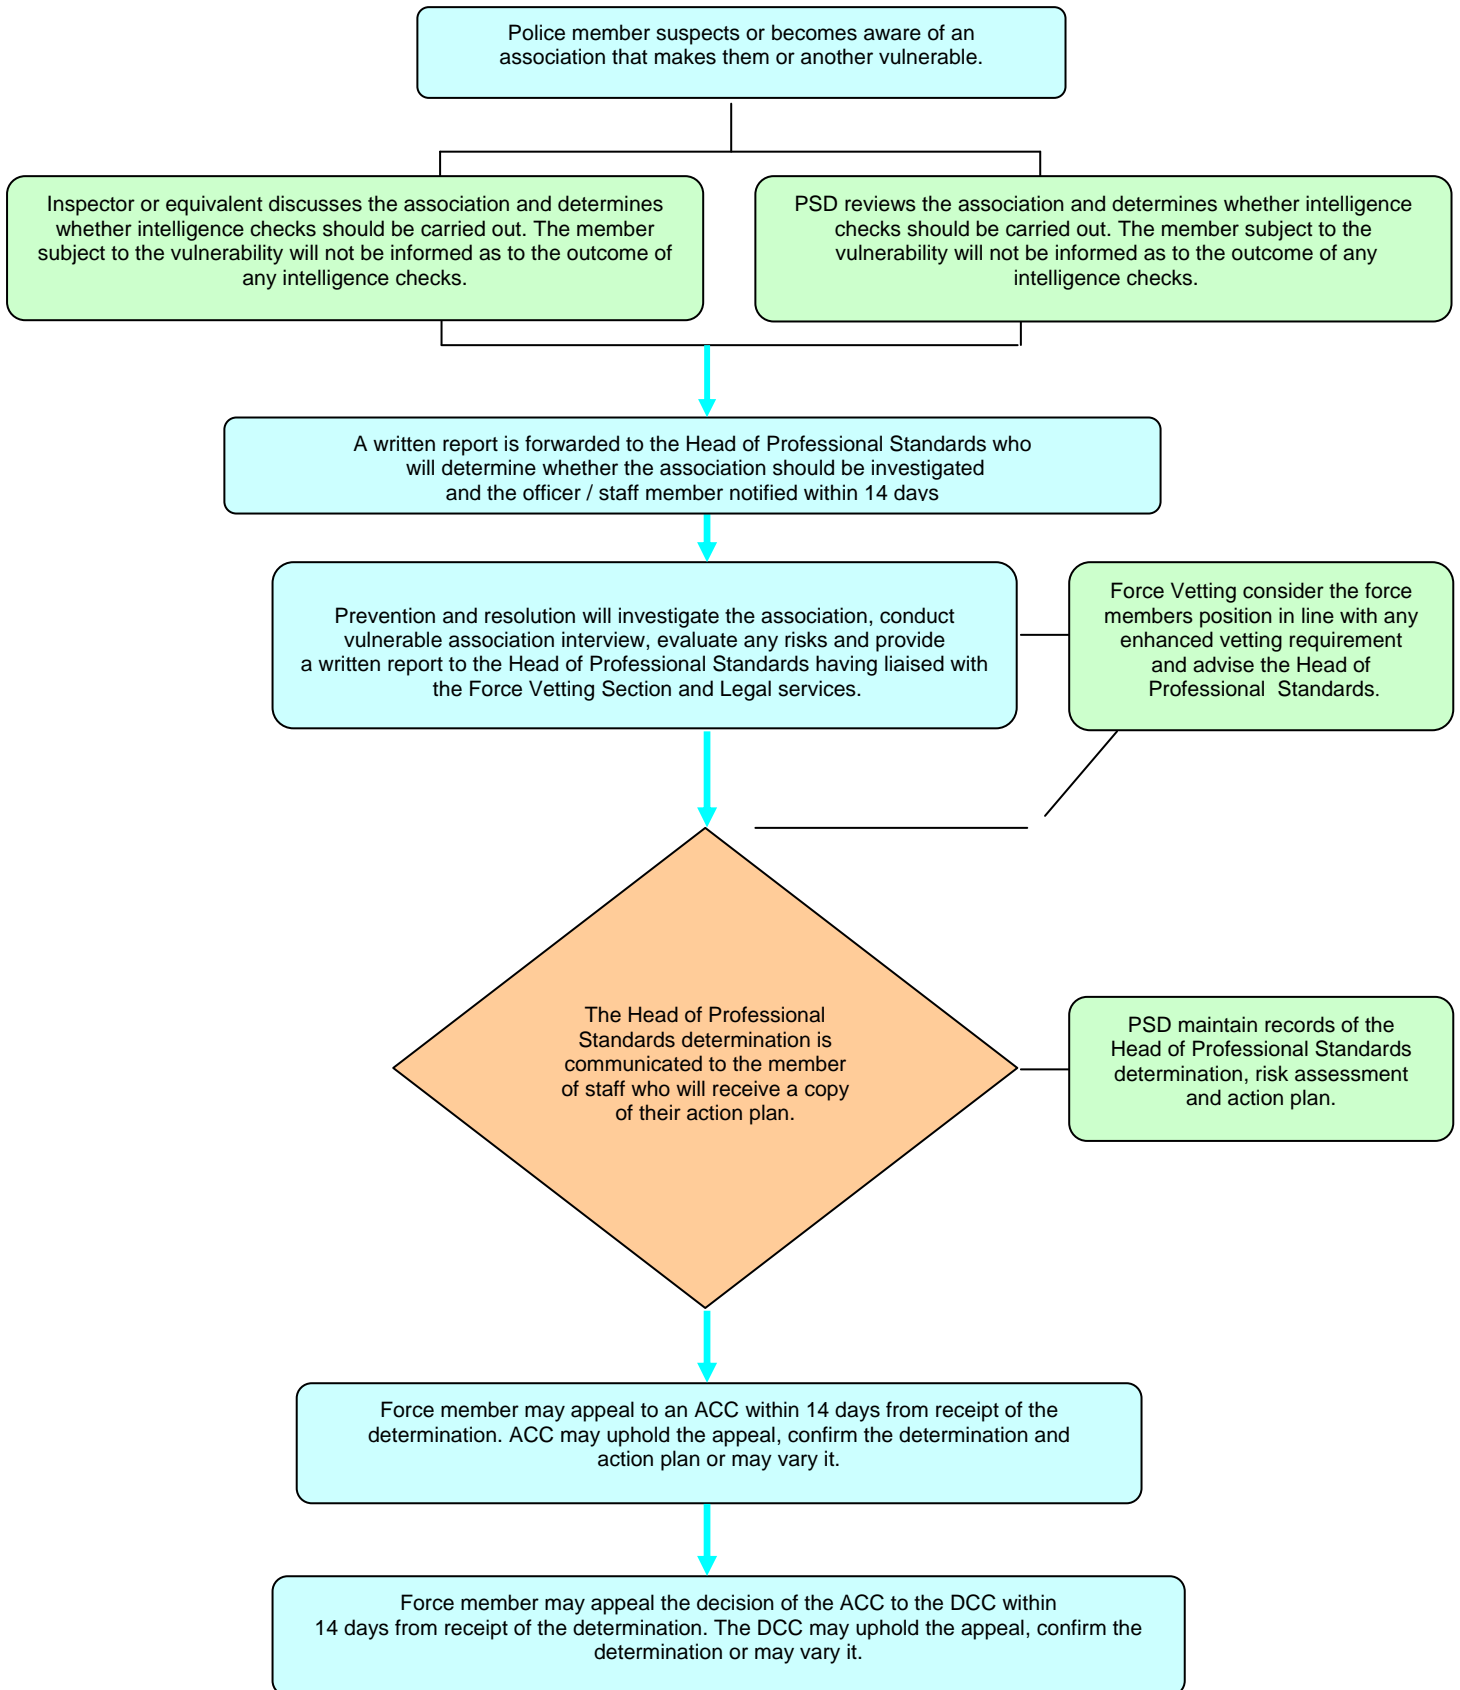 Police member suspects or becomes aware of an
association that makes them or another vulnerable.
Inspector or equivalent discusses the association and determines
whether intelligence checks should be carried out. The member
subject to the vulnerability will not be informed as to the outcome of
any intelligence checks.
PSD reviews the association and determines whether intelligence
checks should be carried out. The member subject to the
vulnerability will not be informed as to the outcome of any
intelligence checks.
A written report is forwarded to the Head of Professional Standards who
will determine whether the association should be investigated
and the officer / staff member notified within 14 days
Prevention and resolution will investigate the association, conduct
vulnerable association interview, evaluate any risks and provide
a written report to the Head of Professional Standards having liaised with
the Force Vetting Section and Legal services.
Force Vetting consider the force
members position in line with any
enhanced vetting requirement
and advise the Head of
Professional Standards.
The Head of Professional
Standards determination is
communicated to the member
of staff who will receive a copy
of their action plan.
PSD maintain records of the
Head of Professional Standards
determination, risk assessment
and action plan.
Force member may appeal to an ACC within 14 days from receipt of the
determination. ACC may uphold the appeal, confirm the determination and
action plan or may vary it.
Force member may appeal the decision of the ACC to the DCC within
14 days from receipt of the determination. The DCC may uphold the appeal, confirm the
determination or may vary it.